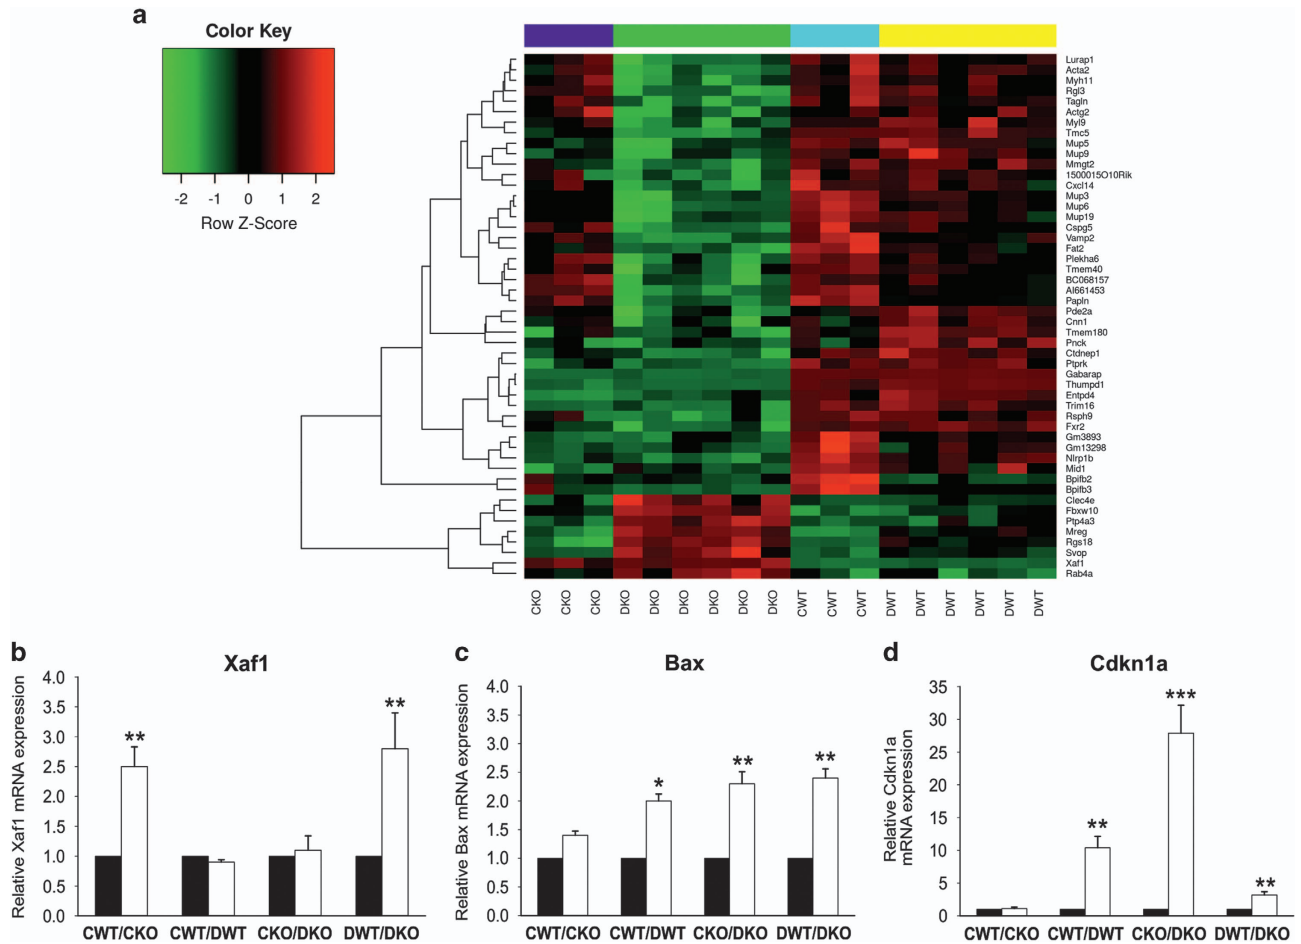 a
Color Key
-2 -1 0 1 2
Row Z-Score
Lurap1
Acta2
Myh11
Rgl3
Tagln
Actg2
Myl9
Tmc5
Mup5
Mup9
Mmgt2
1500015O10Rik
Cxcl14
Mup3
Mup6
Mup19
Cspg5
Vamp2
Fat2
Plekha6
Tmem40
BC068157
AI661453
Papln
Pde2a
Cnn1
Tmem180
Pnck
Ctdnep1
Ptprk
Gabarap
Thumpd1
Entpd4
Trim16
Rsph9
Fxr2
Gm3893
Gm13298
Nlrp1b
Mid1
Bpifb2
Bpifb3
Clec4e
Fbxw10
Ptp4a3
Mreg
Rgs18
Svop
Xaf1
Rab4a
CKO CKO CKO DKO DKO DKO DKO DKO DKO CWT CWT CWT DWT DWT DWT DWT DWT DWT
b
Xaf1
Relative Xaf1 mRNA expression
4.0
3.5
3.0
2.5
2.0
1.5
1.0
0.5
0.0
** **
CWT/CKO CWT/DWT CKO/DKO DWT/DKO
c
Bax
Relative Bax mRNA expression
4.0
3.5
3.0
2.5
2.0
1.5
1.0
0.5
0.0
* ** **
CWT/CKO CWT/DWT CKO/DKO DWT/DKO
d
Cdkn1a
Relative Cdkn1a
mRNA expression
35
30
25
20
15
10
5
0
** *** **
CWT/CKO CWT/DWT CKO/DKO DWT/DKO